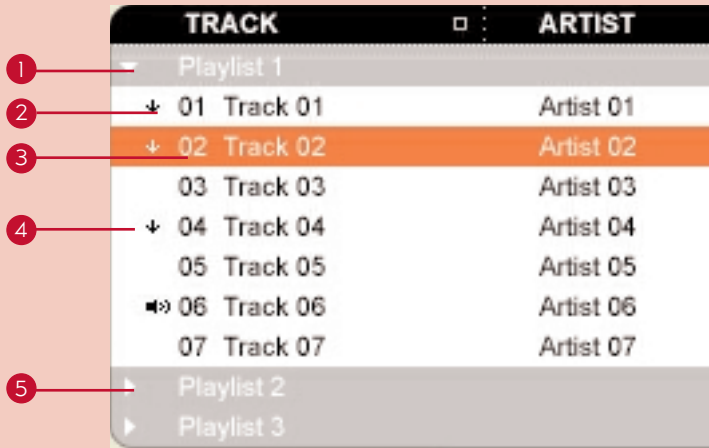 TRACK ARTIST
1 Playlist 1
2 01 Track 01 Artist 01
3 02 Track 02 Artist 02
03 Track 03 Artist 03
4 04 Track 04 Artist 04
05 Track 05 Artist 05
06 Track 06 Artist 06
07 Track 07 Artist 07
5 Playlist 2
Playlist 3